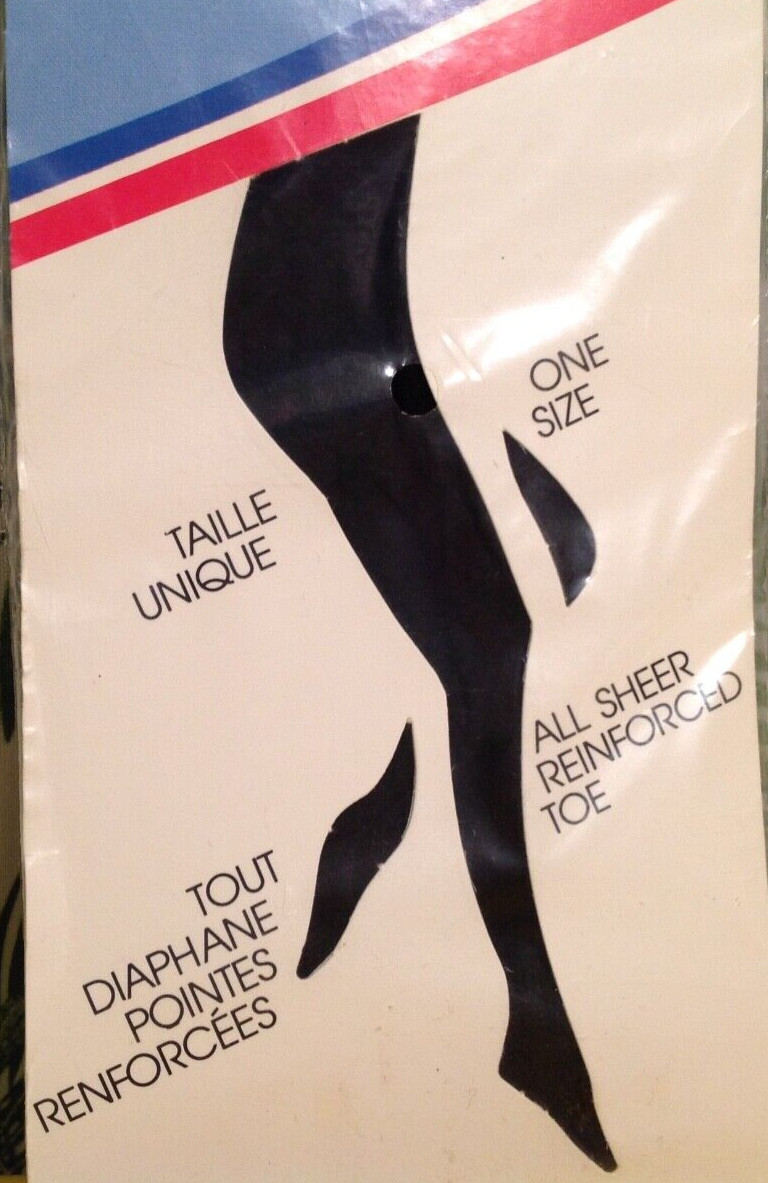 ONE
SIZE
TAILLE
UNIQUE
ALL SHEER
REINFORCED
TOE
TOUT
DIAPHANE
POINTES
RENFORCÉES